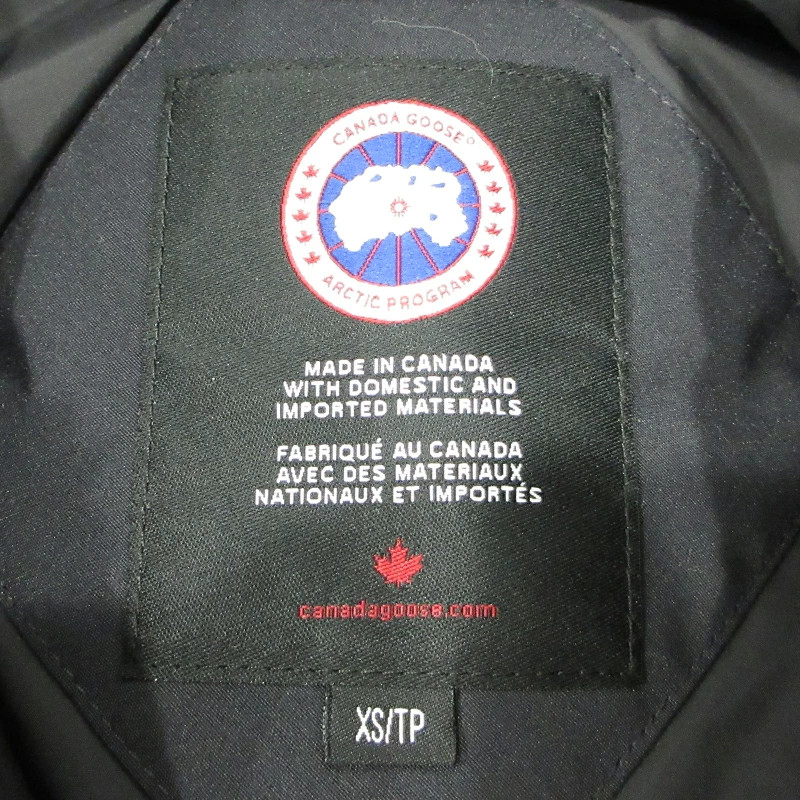 CANADA GOOSE®
ARCTIC PROGRAM
MADE IN CANADA
WITH DOMESTIC AND
IMPORTED MATERIALS
FABRIQUÉ AU CANADA
AVEC DES MATERIAUX
NATIONAUX ET IMPORTÉS
canadagoose.com
XS/TP